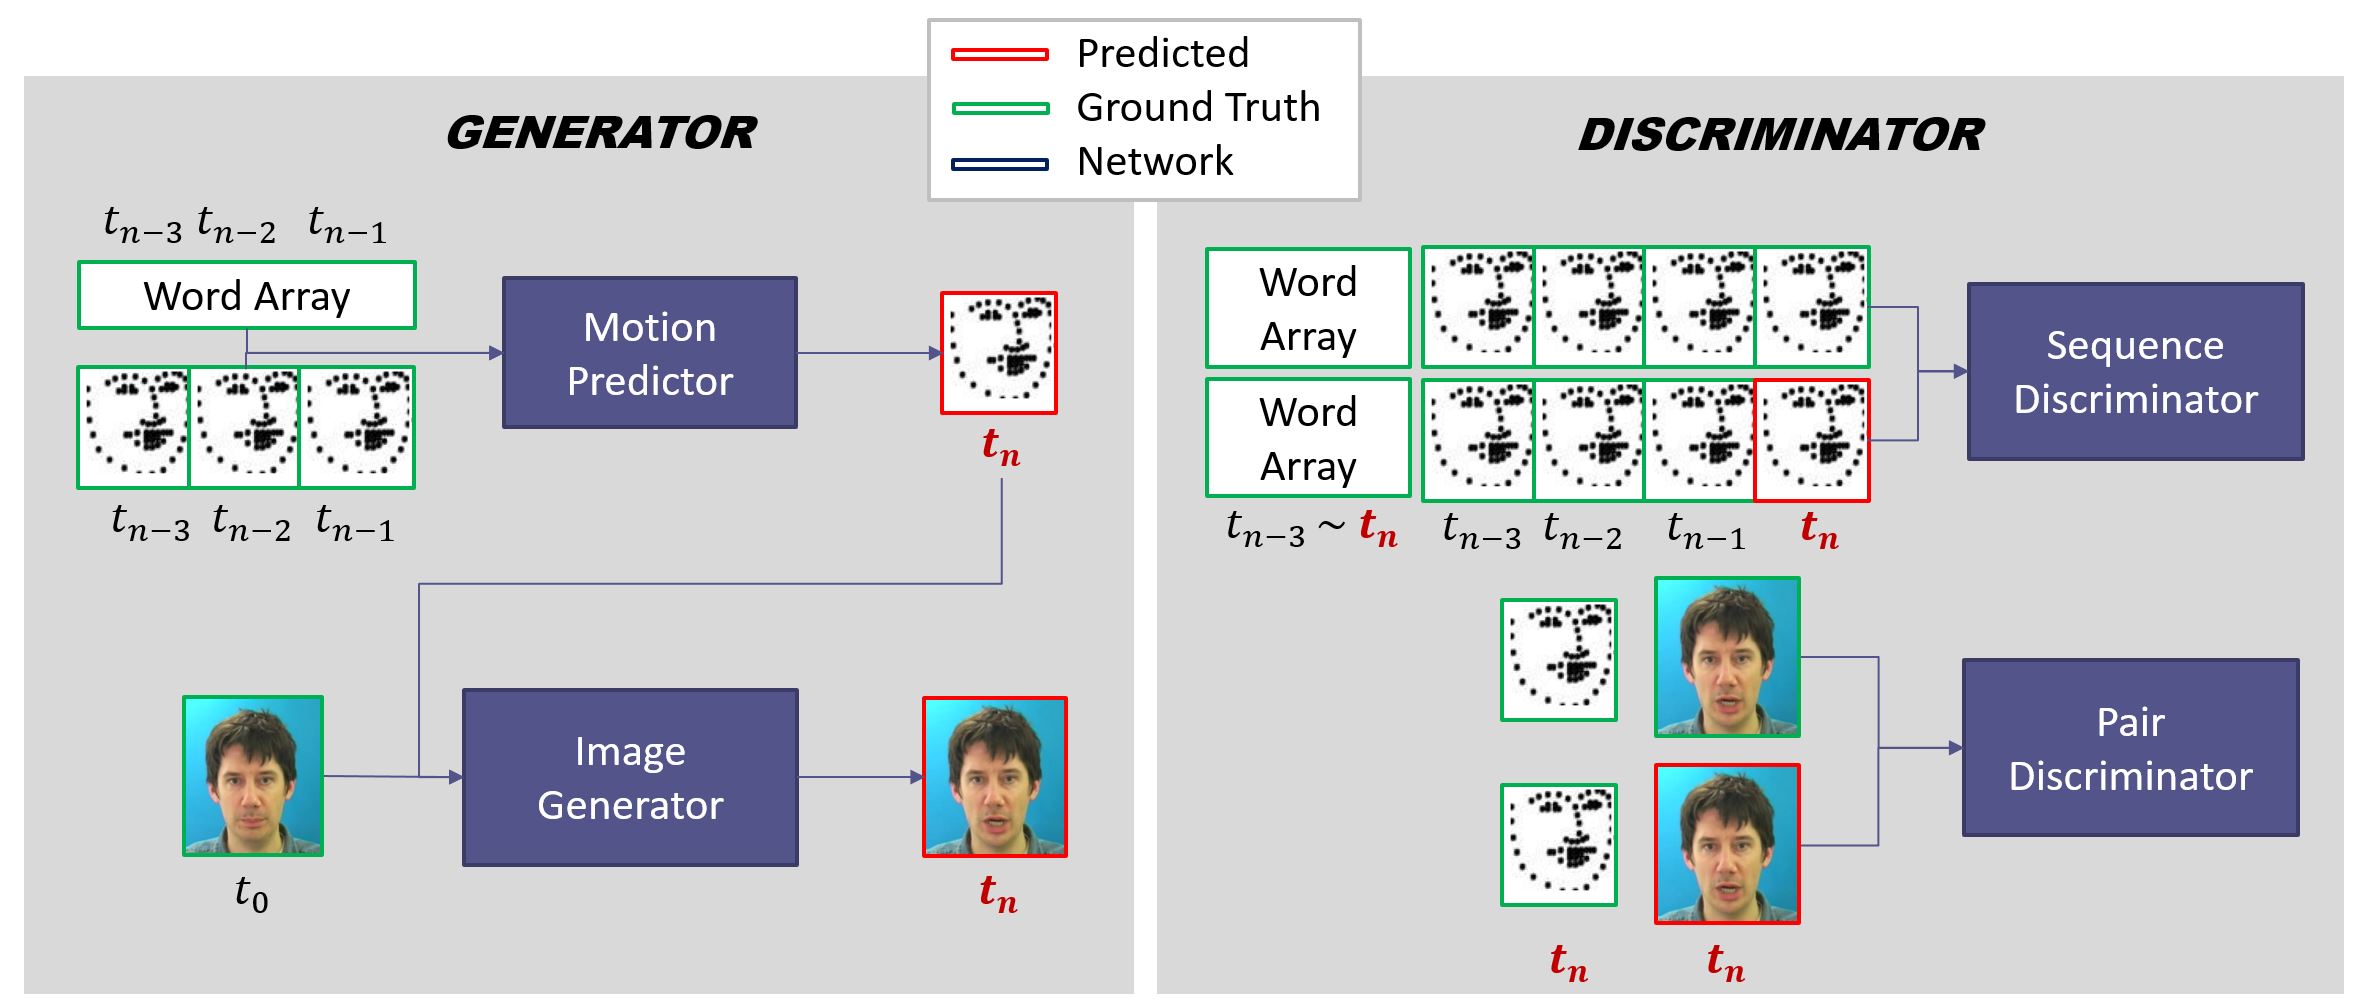 Predicted
Ground Truth
Network
GENERATOR
t_{n-3} t_{n-2} t_{n-1}
Word Array
Motion
Predictor
t_n
t_{n-3} t_{n-2} t_{n-1}
Image
Generator
t_0
t_n
DISCRIMINATOR
Word
Array
Word
Array
Sequence
Discriminator
t_{n-3} ~ t_n t_{n-3} t_{n-2} t_{n-1} t_n
Pair
Discriminator
t_n t_n